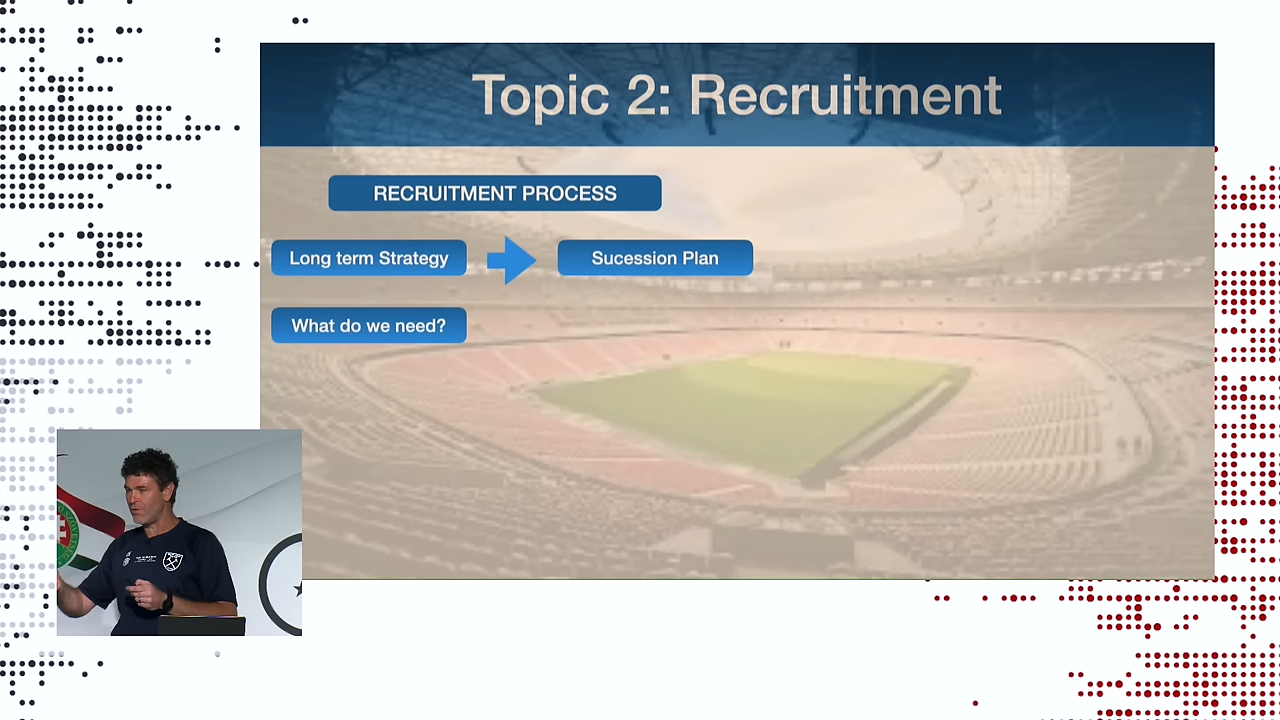 Topic 2: Recruitment
RECRUITMENT PROCESS
Long term Strategy
Sucession Plan
What do we need?